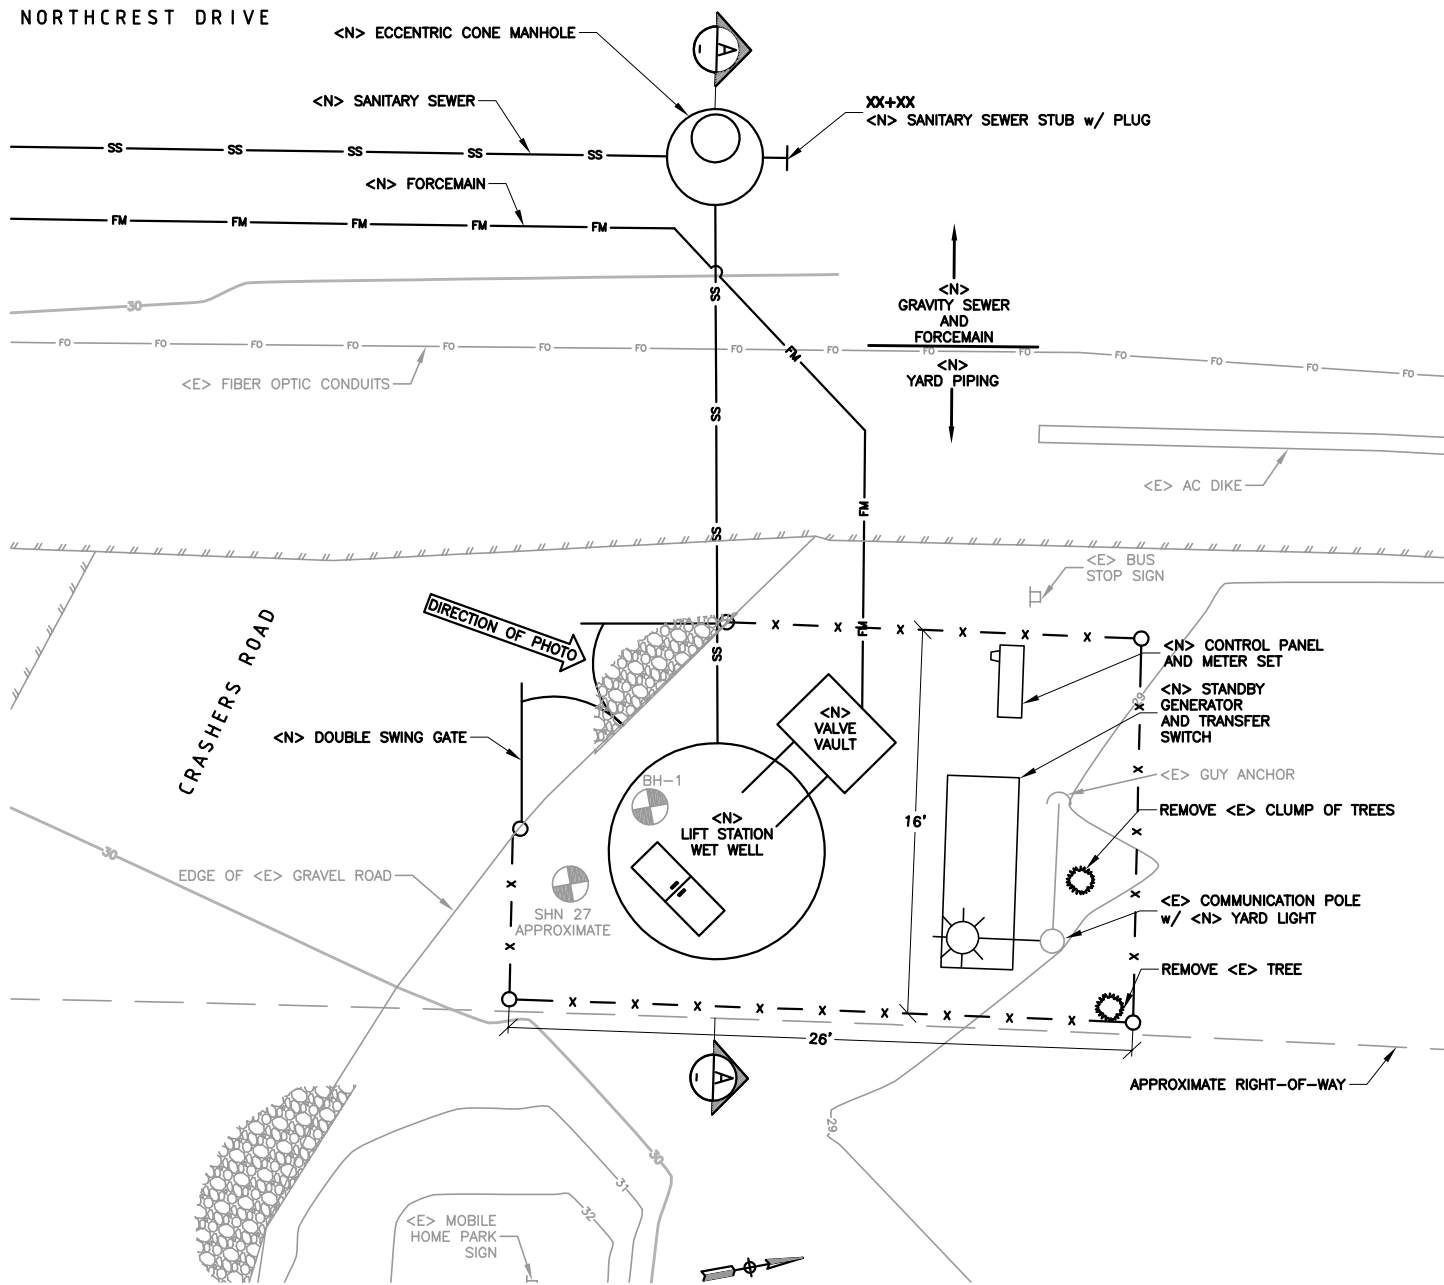 NORTHCREST DRIVE
<N> ECCENTRIC CONE MANHOLE
A
-
<N> SANITARY SEWER
XX+XX
<N> SANITARY SEWER STUB w/ PLUG
SS SS SS SS SS
<N> FORCEMAIN
FM FM FM FM FM
SS
30
<N>
GRAVITY SEWER
AND
FORCEMAIN
FO FO FO FO FO FO FO FO FO FO FO FO FO FO FO
FM
<N>
YARD PIPING
<E> FIBER OPTIC CONDUITS
SS
<E> AC DIKE
FM
SS
<E> BUS
STOP SIGN
DIRECTION OF PHOTO
CRASHERS ROAD
X X X X X X
FM
SS
<N> CONTROL PANEL
AND METER SET
<N> STANDBY
GENERATOR
AND TRANSFER
SWITCH
29
X
<N>
VALVE
VAULT
<N> DOUBLE SWING GATE
X
<E> GUY ANCHOR
BH-1
REMOVE <E> CLUMP OF TREES
16'
<N>
LIFT STATION
WET WELL
X
30
EDGE OF <E> GRAVEL ROAD
X
X
<E> COMMUNICATION POLE
w/ <N> YARD LIGHT
SHN 27
APPROXIMATE
X
X
REMOVE <E> TREE
X X X X X X X X X
26'
A
-
APPROXIMATE RIGHT-OF-WAY
29
30
31
32
<E> MOBILE
HOME PARK
SIGN